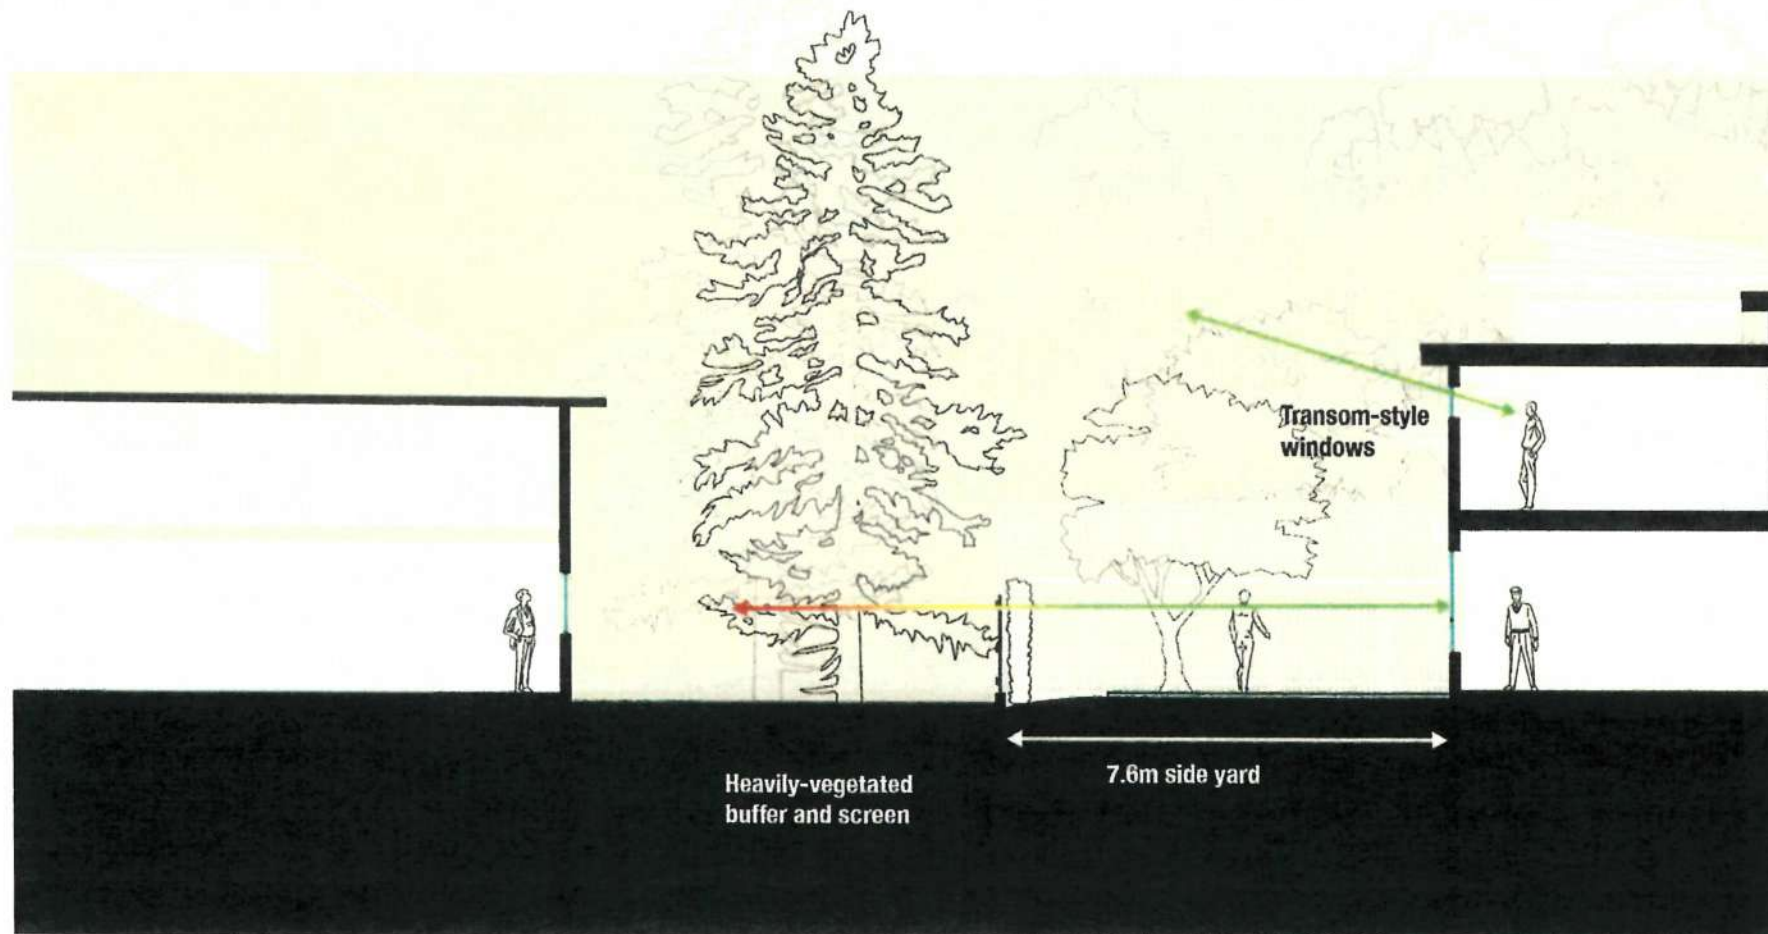 Transom-style
windows
Heavily-vegetated
buffer and screen
7.6m side yard